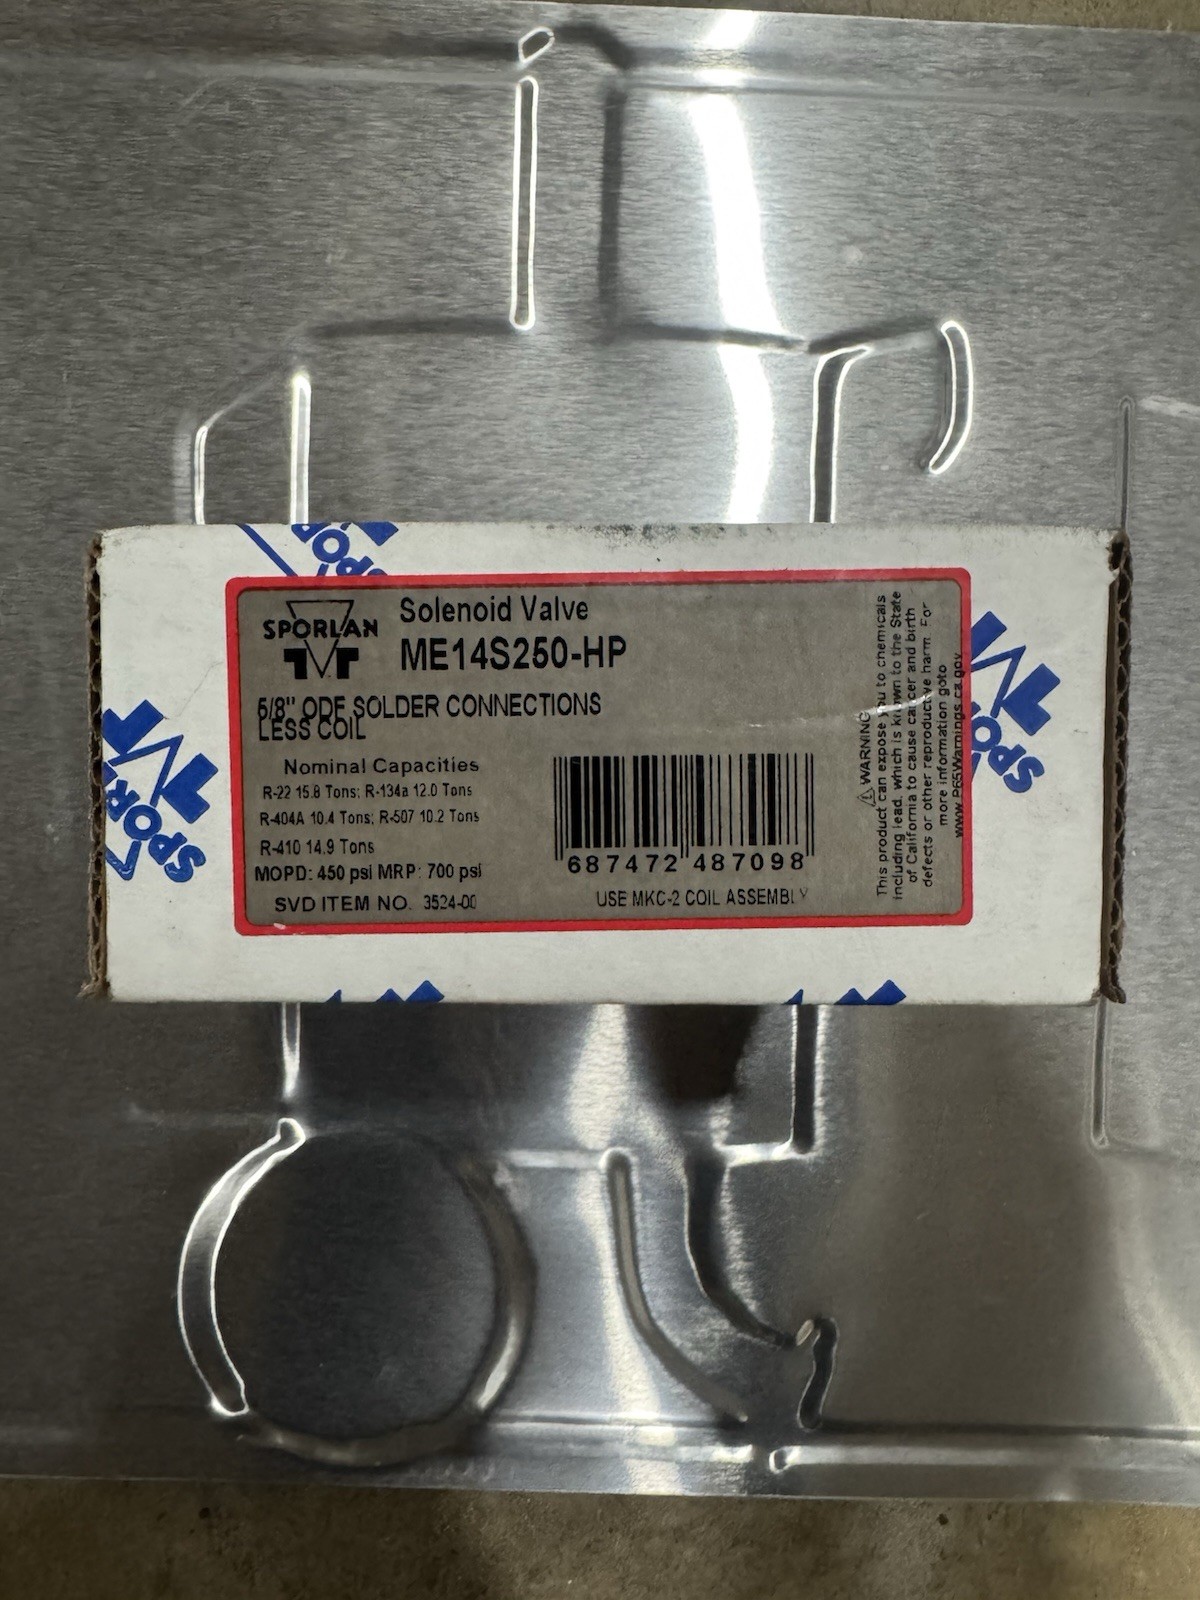 SPORLAN
Solenoid Valve
ME14S250-HP
5/8" ODF SOLDER CONNECTIONS
LESS COIL
Nominal Capacities
R-22 15.8 Tons; R-134a 12.0 Tons
R-404A 10.4 Tons; R-507 10.2 Tons
R-410 14.9 Tons
MOPD: 450 psi MRP: 700 psi
SVD ITEM NO. 3524-00
687472 487098
USE MKC-2 COIL ASSEMBLY
⚠ WARNING
This product can expose you to chemicals
including lead, which is known to the State
of California to cause cancer and birth
defects or other reproductive harm. For
more information goto
www.P65Warnings.ca.gov
SPOR
SPOR
SPO